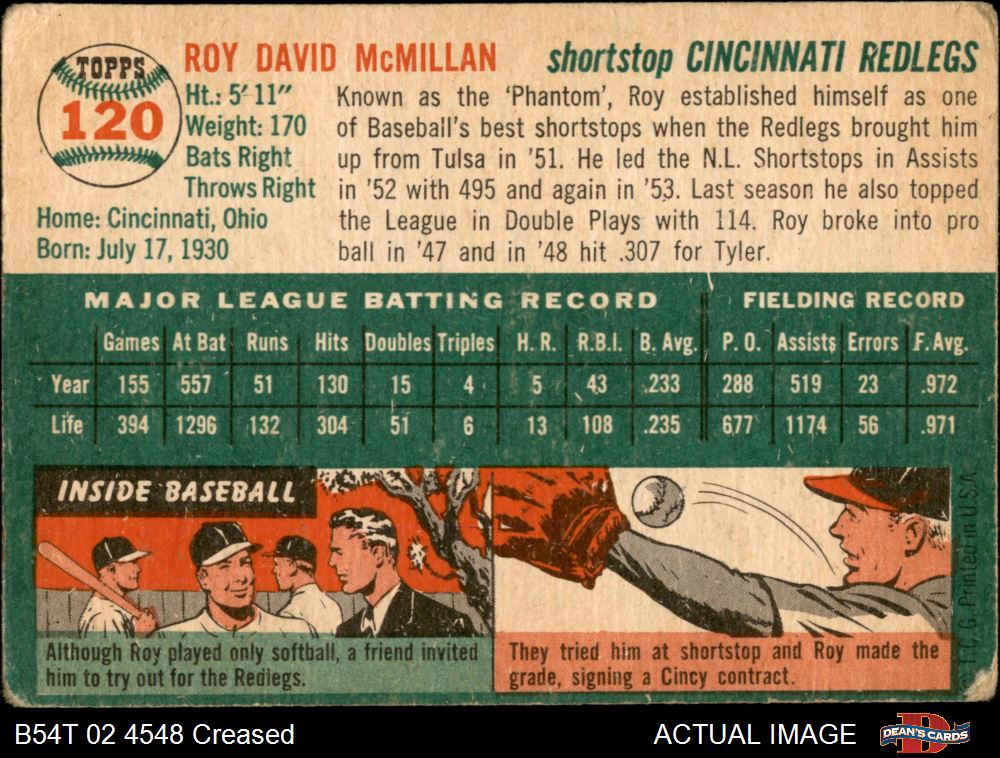 TOPPS
120
ROY DAVID McMILLAN
shortstop CINCINNATI REDLEGS
Ht.: 5' 11"
Weight: 170
Bats Right
Throws Right
Home: Cincinnati, Ohio
Born: July 17, 1930
Known as the 'Phantom', Roy established himself as one
of Baseball's best shortstops when the Redlegs brought him
up from Tulsa in '51. He led the N.L. Shortstops in Assists
in '52 with 495 and again in '53. Last season he also topped
the League in Double Plays with 114. Roy broke into pro
ball in '47 and in '48 hit .307 for Tyler.
MAJOR LEAGUE BATTING RECORD FIELDING RECORD
Games At Bat Runs Hits Doubles Triples H. R. R.B.I. B. Avg. P. O. Assists Errors F. Avg.
Year 155 557 51 130 15 4 5 43 .233 288 519 23 .972
Life 394 1296 132 304 51 6 13 108 .235 677 1174 56 .971
INSIDE BASEBALL
Although Roy played only softball, a friend invited
him to try out for the Redlegs.
They tried him at shortstop and Roy made the
grade, signing a Cincy contract.
T.C.G. Printed in U.S.A.
B54T 02 4548 Creased
ACTUAL IMAGE
DEAN'S CARDS